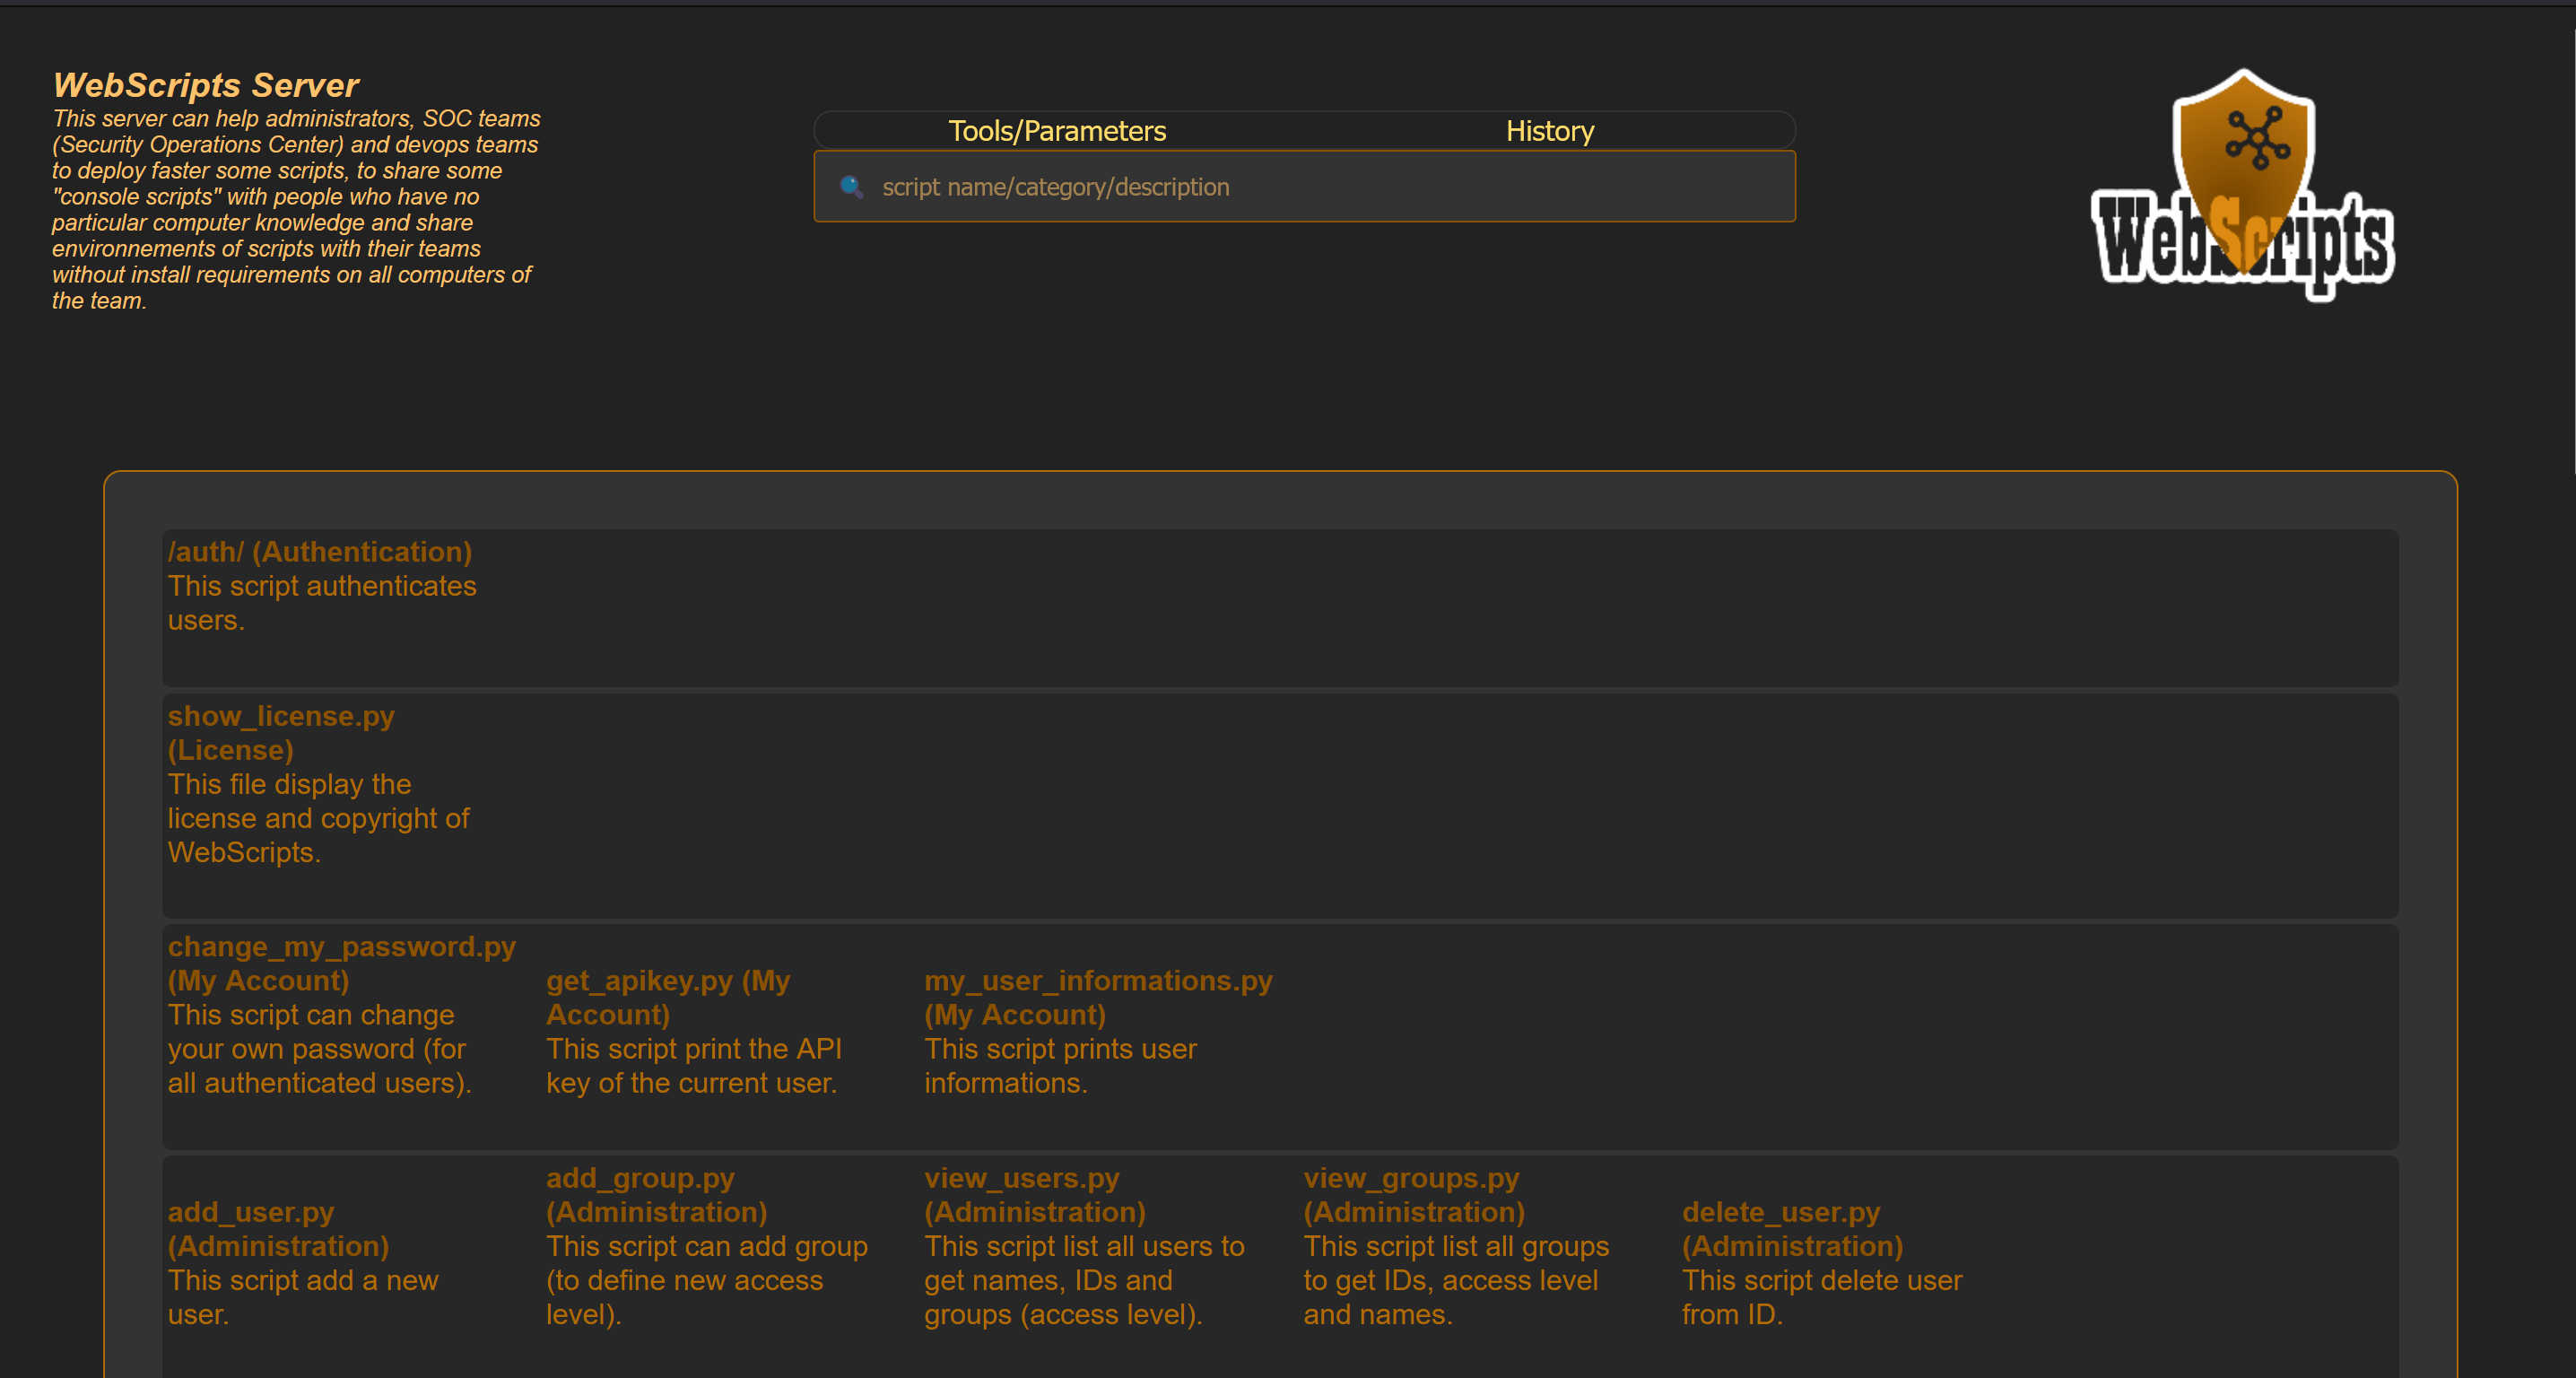 WebScripts Server
This server can help administrators, SOC teams
(Security Operations Center) and devops teams
to deploy faster some scripts, to share some
"console scripts" with people who have no
particular computer knowledge and share
environnements of scripts with their teams
without install requirements on all computers of
the team.
Tools/Parameters
History
script name/category/description
WebScripts
/auth/ (Authentication)
This script authenticates
users.
show_license.py
(License)
This file display the
license and copyright of
WebScripts.
change_my_password.py
(My Account)
This script can change
your own password (for
all authenticated users).
get_apikey.py (My
Account)
This script print the API
key of the current user.
my_user_informations.py
(My Account)
This script prints user
informations.
add_user.py
(Administration)
This script add a new
user.
add_group.py
(Administration)
This script can add group
(to define new access
level).
view_users.py
(Administration)
This script list all users to
get names, IDs and
groups (access level).
view_groups.py
(Administration)
This script list all groups
to get IDs, access level
and names.
delete_user.py
(Administration)
This script delete user
from ID.